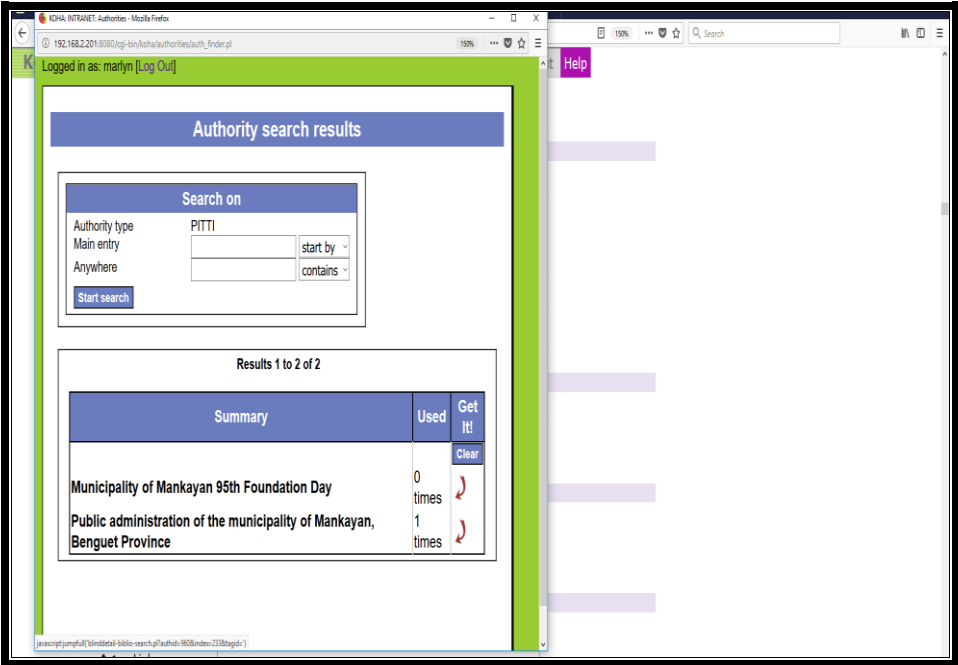 KOHA: INTRANET: Authorities - Mozilla Firefox
192.168.2.201:8080/cgi-bin/koha/authorities/auth_finder.pl
150%
150%
Search
K
Logged in as: marlyn [Log Out]
t
Help
Authority search results
Search on
Authority type PITTI
Main entry
start by
Anywhere
contains
Start search
Results 1 to 2 of 2
Summary
Used
Get
It!
Clear
Municipality of Mankayan 95th Foundation Day
0
times
Public administration of the municipality of Mankayan,
Benguet Province
1
times
javascript:jumpfull('blinddetail-biblio-search.pl?authid=960&index=233&tagid=')